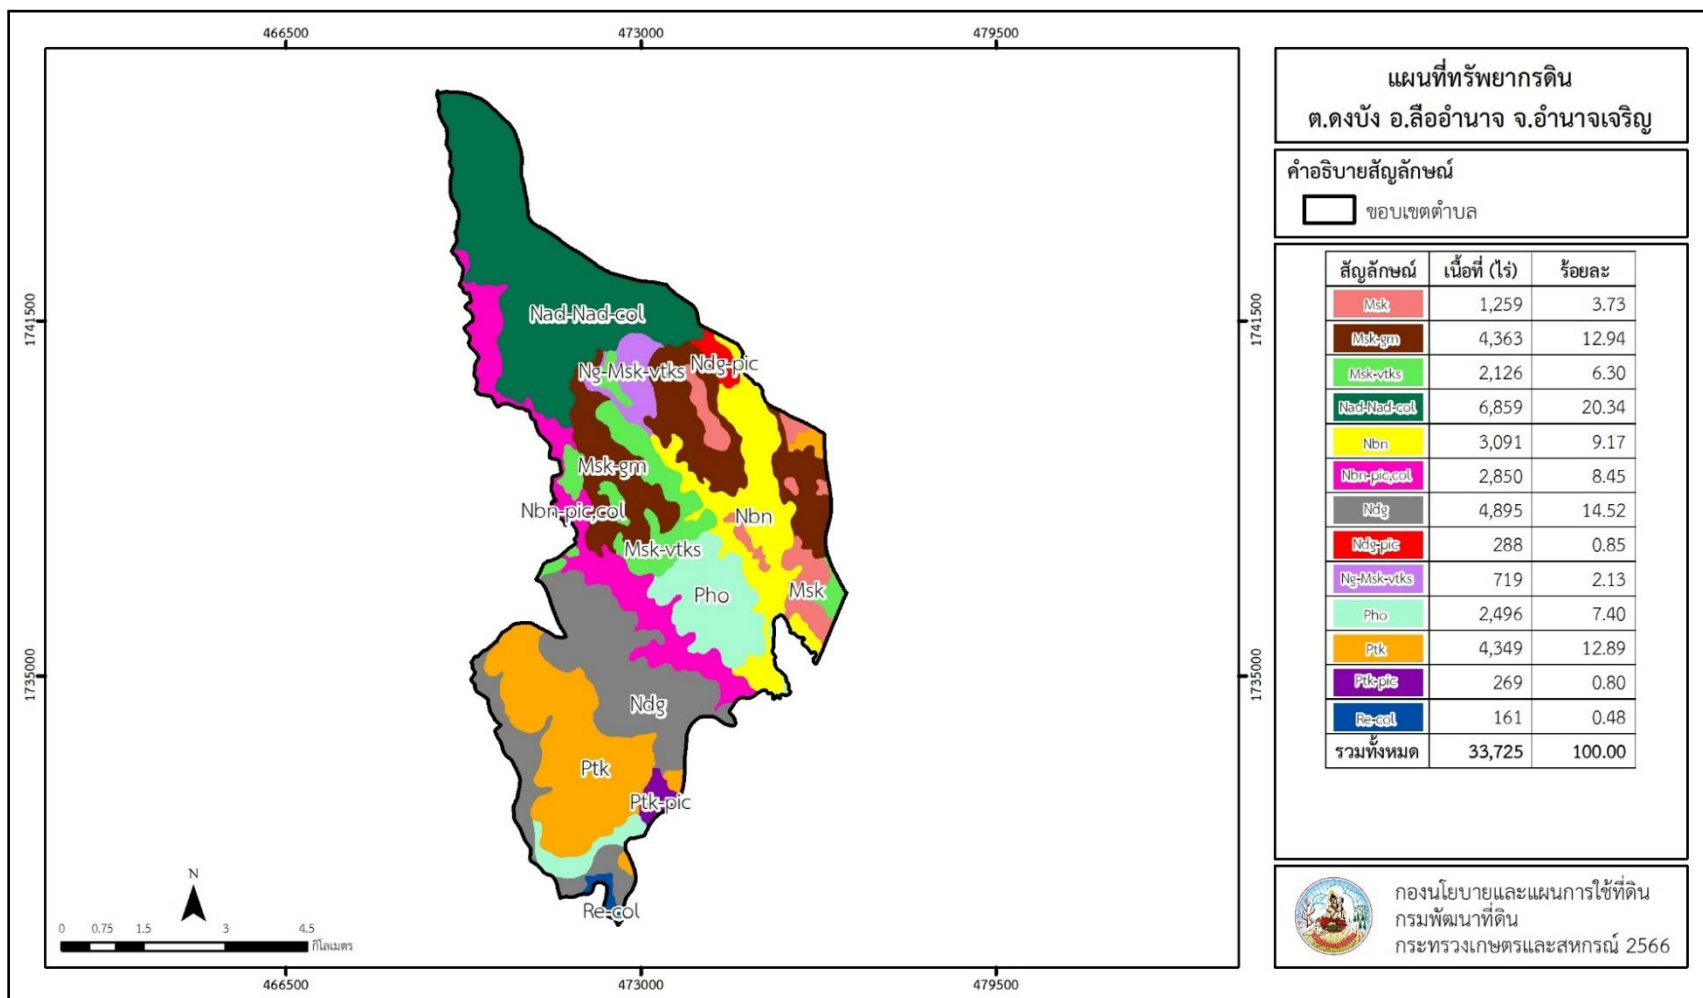 466500 473000 479500
แผนที่ทรัพยากรดิน
ต.ดงบัง อ.ลืออำนาจ จ.อำนาจเจริญ
คำอธิบายสัญลักษณ์
ขอบเขตตำบล
สัญลักษณ์ เนื้อที่ (ไร่) ร้อยละ
Msk 1,259 3.73
Msk-gm 4,363 12.94
Msk-vtks 2,126 6.30
Nad-Nad-col 6,859 20.34
Nbn 3,091 9.17
Nbn-pic,col 2,850 8.45
Ndg 4,895 14.52
Ndg-pic 288 0.85
Ng-Msk-vtks 719 2.13
Pho 2,496 7.40
Ptk 4,349 12.89
Ptk-pic 269 0.80
Re-col 161 0.48
รวมทั้งหมด 33,725 100.00
1741500 1741500
Nad-Nad-col
Ng-Msk-vtks
Ndg-pic
Msk-gm
Nbn-pic,col
Nbn
Msk-vtks
Pho
Msk
1735000 1735000
Ndg
Ptk
Ptk-pic
Re-col
N
0 0.75 1.5 3 4.5
กิโลเมตร
466500 473000 479500
กองนโยบายและแผนการใช้ที่ดิน
กรมพัฒนาที่ดิน
กระทรวงเกษตรและสหกรณ์ 2566